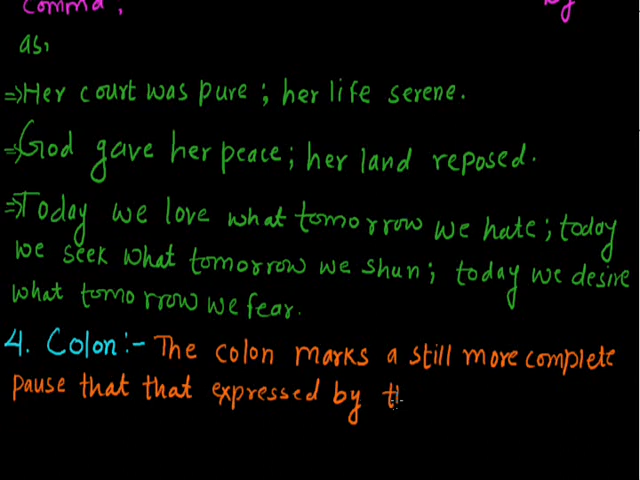 comma; by
as,
⇒Her court was pure; her life serene.
⇒God gave her peace; her land reposed.
⇒Today we love what tomorrow we hate; today
we seek what tomorrow we shun; today we desire
what tomorrow we fear.
4. Colon:- The colon marks a still more complete
pause that that expressed by th